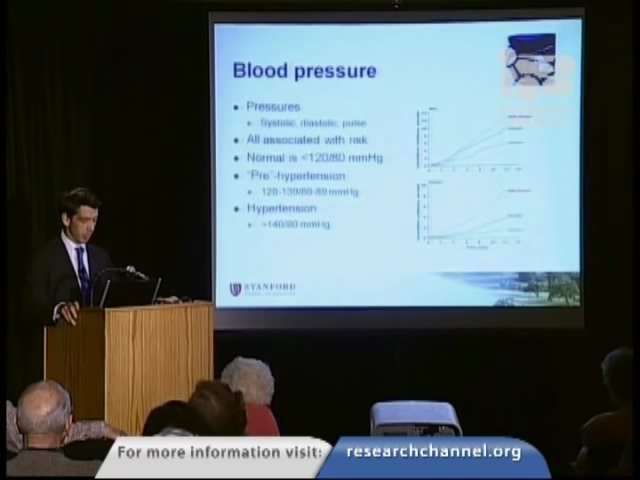 Blood pressure
• Pressures
• Systolic, diastolic, pulse
• All associated with risk
• Normal is <120/80 mmHg
• "Pre"-hypertension
• 120-139/80-89 mmHg
• Hypertension
• >140/90 mmHg
STANFORD
For more information visit:
researchchannel.org